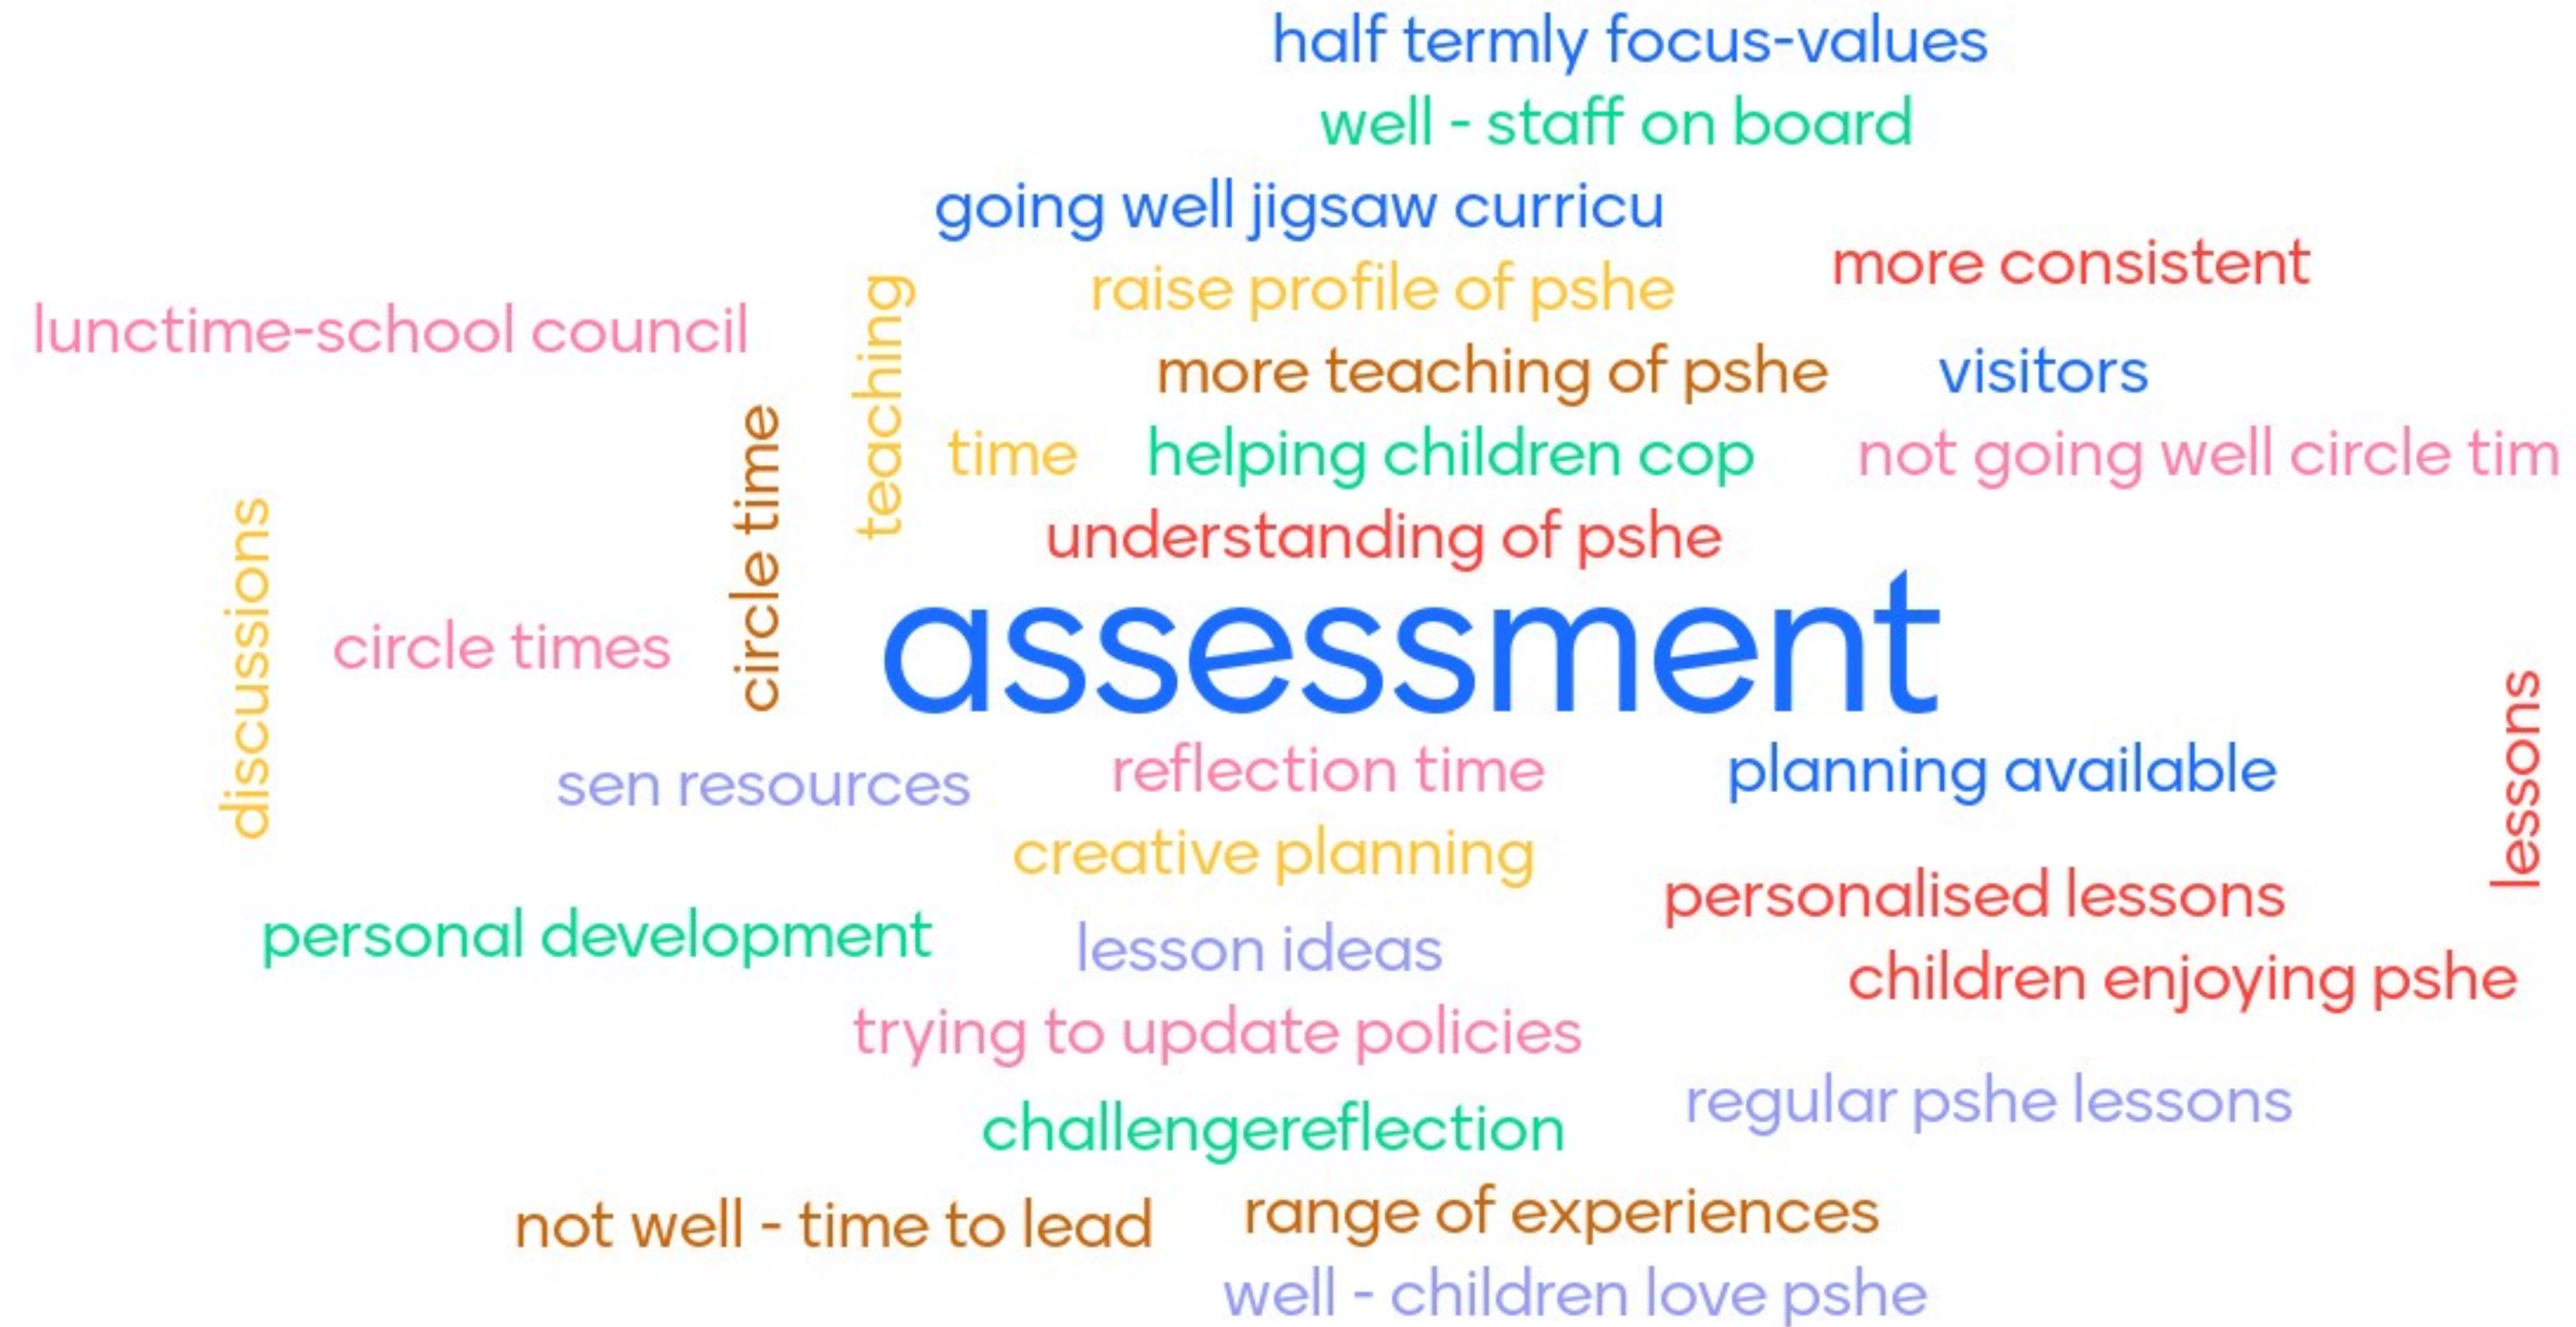 half termly focus-values
well - staff on board
going well jigsaw curricu
more consistent
raise profile of pshe
lunctime-school council
teaching
more teaching of pshe
visitors
circle time
time
helping children cop
not going well circle tim
understanding of pshe
discussions
circle times
assessment
lessons
sen resources
reflection time
planning available
creative planning
personalised lessons
personal development
lesson ideas
children enjoying pshe
trying to update policies
regular pshe lessons
challengereflection
not well - time to lead
range of experiences
well - children love pshe